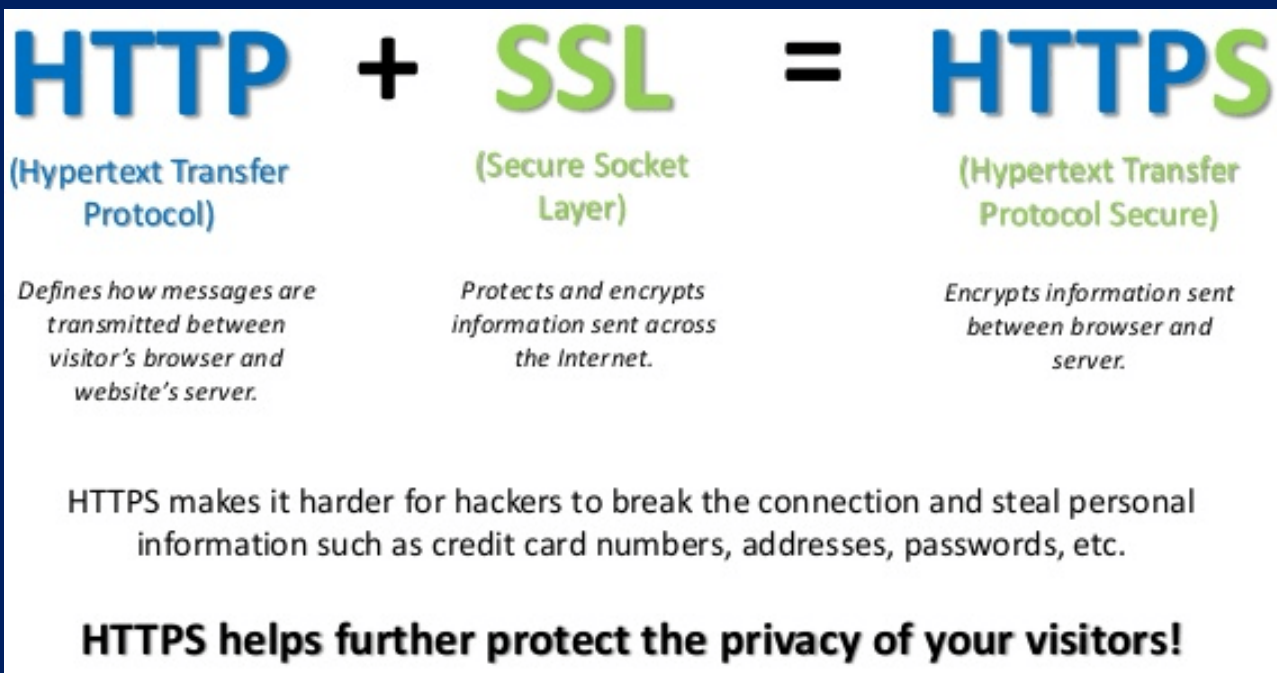 HTTP + SSL = HTTPS
(Hypertext Transfer
Protocol)
(Secure Socket
Layer)
(Hypertext Transfer
Protocol Secure)
Defines how messages are
transmitted between
visitor's browser and
website's server.
Protects and encrypts
information sent across
the Internet.
Encrypts information sent
between browser and
server.
HTTPS makes it harder for hackers to break the connection and steal personal
information such as credit card numbers, addresses, passwords, etc.
HTTPS helps further protect the privacy of your visitors!